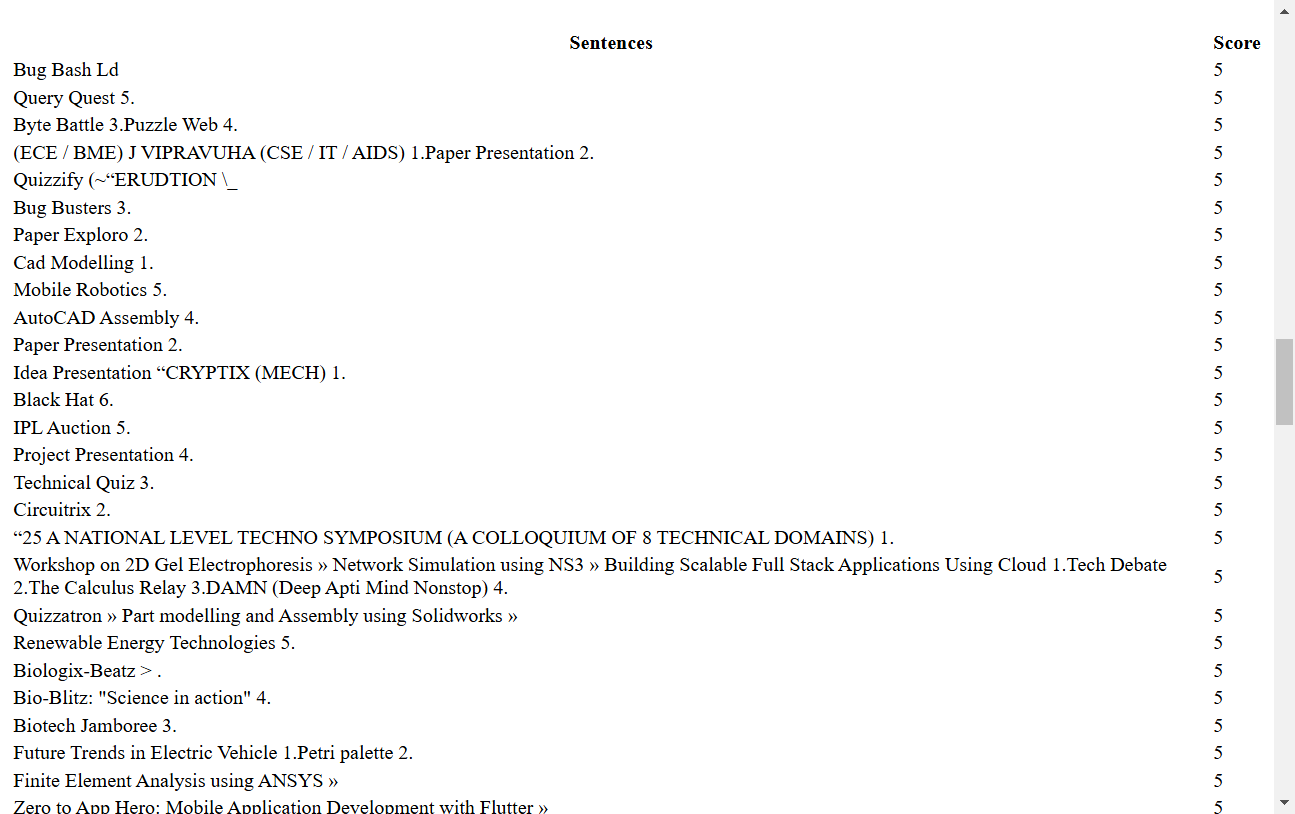 Sentences Score
Bug Bash Ld 5
Query Quest 5. 5
Byte Battle 3.Puzzle Web 4. 5
(ECE / BME) J VIPRAVUHA (CSE / IT / AIDS) 1.Paper Presentation 2. 5
Quizzify (~“ERUDTION \_ 5
Bug Busters 3. 5
Paper Exploro 2. 5
Cad Modelling 1. 5
Mobile Robotics 5. 5
AutoCAD Assembly 4. 5
Paper Presentation 2. 5
Idea Presentation “CRYPTIX (MECH) 1. 5
Black Hat 6. 5
IPL Auction 5. 5
Project Presentation 4. 5
Technical Quiz 3. 5
Circuitrix 2. 5
“25 A NATIONAL LEVEL TECHNO SYMPOSIUM (A COLLOQUIUM OF 8 TECHNICAL DOMAINS) 1. 5
Workshop on 2D Gel Electrophoresis » Network Simulation using NS3 » Building Scalable Full Stack Applications Using Cloud 1.Tech Debate
2.The Calculus Relay 3.DAMN (Deep Apti Mind Nonstop) 4. 5
Quizzatron » Part modelling and Assembly using Solidworks » 5
Renewable Energy Technologies 5. 5
Biologix-Beatz > . 5
Bio-Blitz: "Science in action" 4. 5
Biotech Jamboree 3. 5
Future Trends in Electric Vehicle 1.Petri palette 2. 5
Finite Element Analysis using ANSYS » 5
Zero to App Hero: Mobile Application Development with Flutter » 5